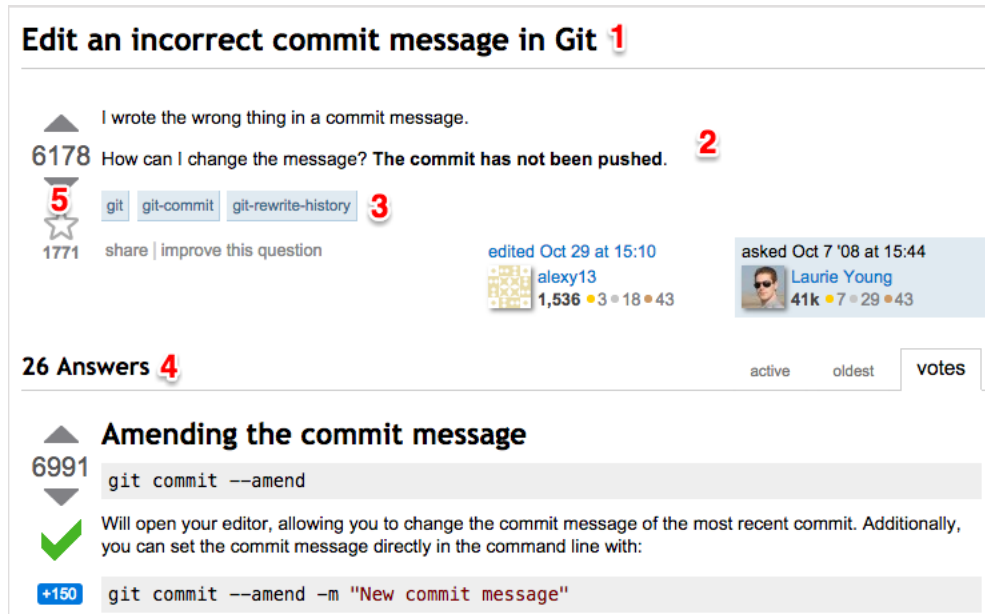 Edit an incorrect commit message in Git 1
I wrote the wrong thing in a commit message.
6178 How can I change the message? The commit has not been pushed. 2
5 git git-commit git-rewrite-history 3
1771 share | improve this question
edited Oct 29 at 15:10 asked Oct 7 '08 at 15:44
alexy13 Laurie Young
1,536 ●3 ●18 ●43 41k ●7 ●29 ●43
26 Answers 4 active oldest votes
Amending the commit message
6991
git commit --amend
Will open your editor, allowing you to change the commit message of the most recent commit. Additionally,
you can set the commit message directly in the command line with:
+150 git commit --amend -m "New commit message"